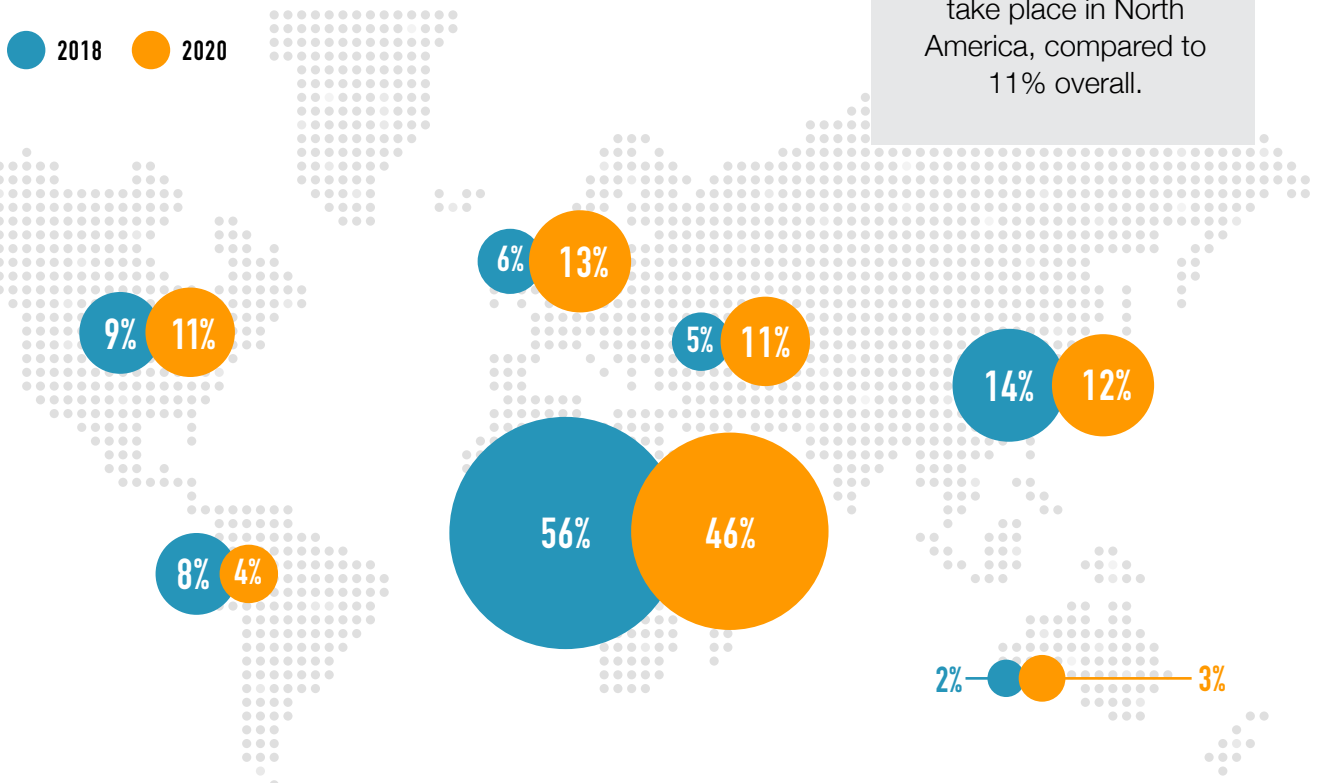 take place in North
America, compared to
11% overall.
2018 2020
6% 13%
9% 11%
5% 11%
14% 12%
56% 46%
8% 4%
2% 3%